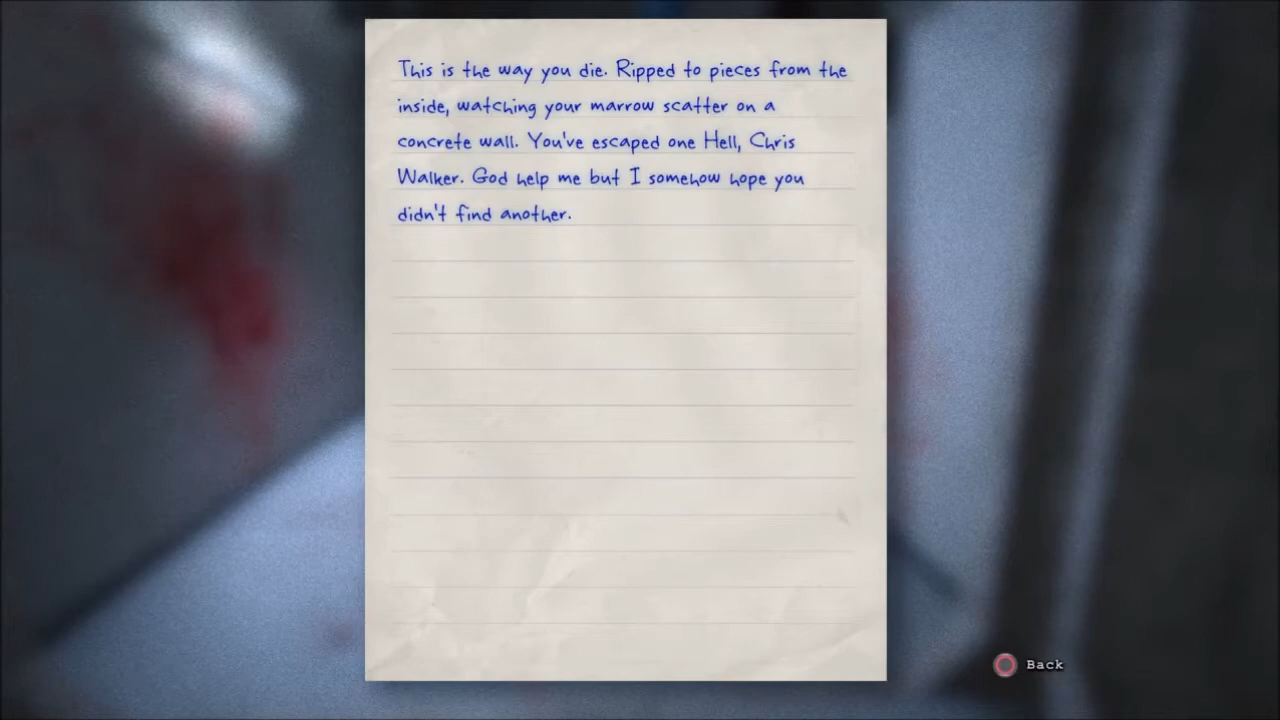 This is the way you die. Ripped to pieces from the
inside, watching your marrow scatter on a
concrete wall. You've escaped one Hell, Chris
Walker. God help me but I somehow hope you
didn't find another.
Back